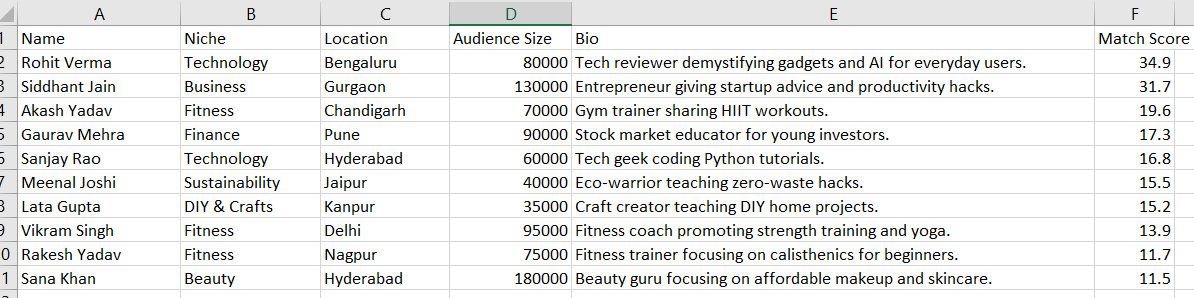 A B C D E F
1 Name Niche Location Audience Size Bio Match Score
2 Rohit Verma Technology Bengaluru 80000 Tech reviewer demystifying gadgets and AI for everyday users. 34.9
3 Siddhant Jain Business Gurgaon 130000 Entrepreneur giving startup advice and productivity hacks. 31.7
4 Akash Yadav Fitness Chandigarh 70000 Gym trainer sharing HIIT workouts. 19.6
5 Gaurav Mehra Finance Pune 90000 Stock market educator for young investors. 17.3
6 Sanjay Rao Technology Hyderabad 60000 Tech geek coding Python tutorials. 16.8
7 Meenal Joshi Sustainability Jaipur 40000 Eco-warrior teaching zero-waste hacks. 15.5
8 Lata Gupta DIY & Crafts Kanpur 35000 Craft creator teaching DIY home projects. 15.2
9 Vikram Singh Fitness Delhi 95000 Fitness coach promoting strength training and yoga. 13.9
0 Rakesh Yadav Fitness Nagpur 75000 Fitness trainer focusing on calisthenics for beginners. 11.7
1 Sana Khan Beauty Hyderabad 180000 Beauty guru focusing on affordable makeup and skincare. 11.5